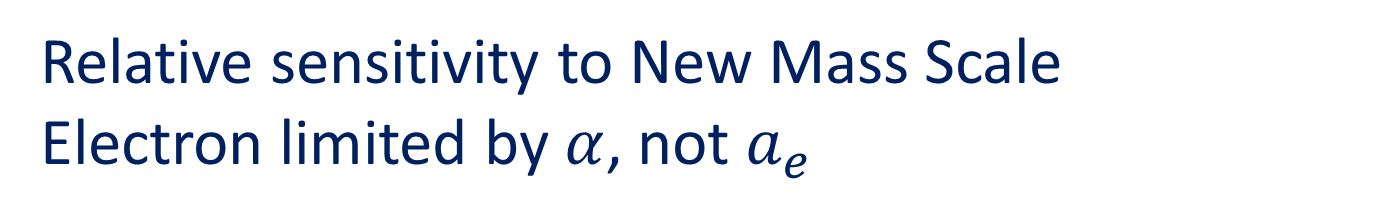 Relative sensitivity to New Mass Scale
Electron limited by α, not aₑ